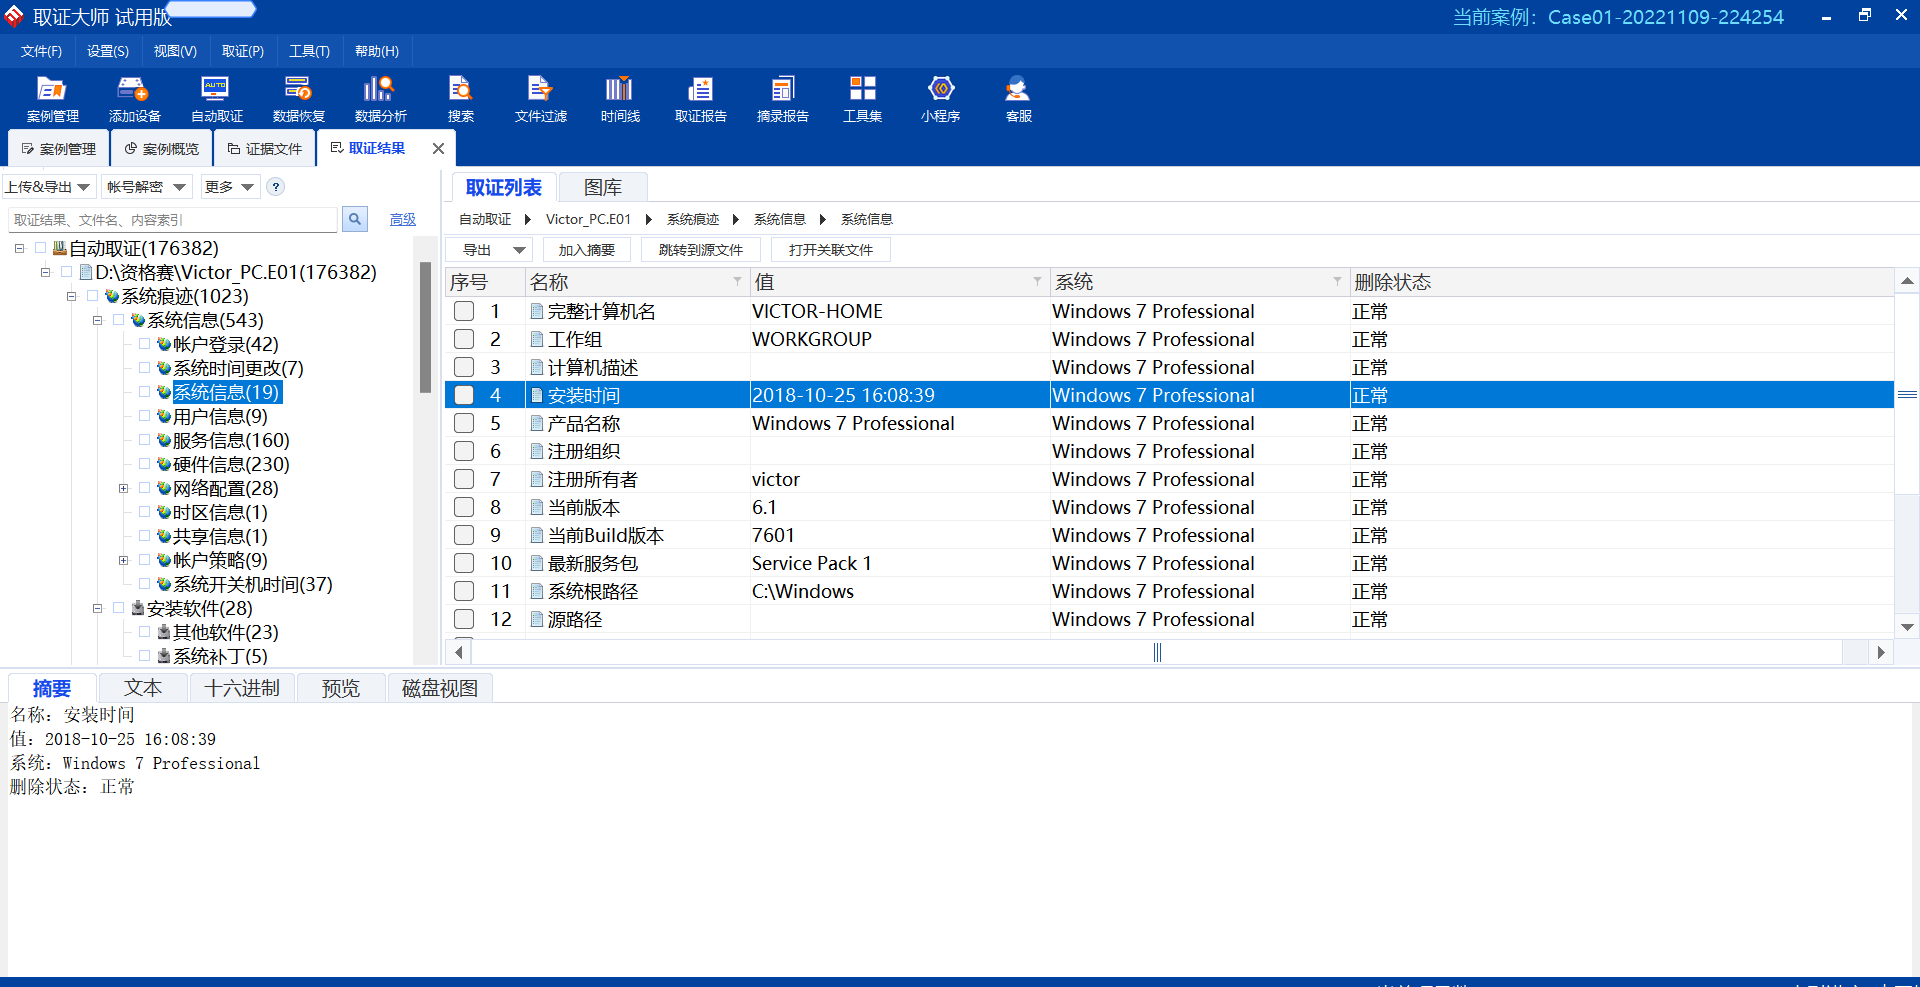 取证大师 试用版
当前案例：Case01-20221109-224254
文件(F) 设置(S) 视图(V) 取证(P) 工具(T) 帮助(H)
案例管理 添加设备 自动取证 数据恢复 数据分析 搜索 文件过滤 时间线 取证报告 摘录报告 工具集 小程序 客服
案例管理 案例概览 证据文件 取证结果
上传&导出 帐号解密 更多 ?
取证结果、文件名、内容索引 高级
自动取证(176382)
D:\资格赛\Victor_PC.E01(176382)
系统痕迹(1023)
系统信息(543)
帐户登录(42)
系统时间更改(7)
系统信息(19)
用户信息(9)
服务信息(160)
硬件信息(230)
网络配置(28)
时区信息(1)
共享信息(1)
帐户策略(9)
系统开关机时间(37)
安装软件(28)
其他软件(23)
系统补丁(5)
取证列表 图库
自动取证 Victor_PC.E01 系统痕迹 系统信息 系统信息
导出 加入摘要 跳转到源文件 打开关联文件
序号 名称 值 系统 删除状态
1 完整计算机名 VICTOR-HOME Windows 7 Professional 正常
2 工作组 WORKGROUP Windows 7 Professional 正常
3 计算机描述 Windows 7 Professional 正常
4 安装时间 2018-10-25 16:08:39 Windows 7 Professional 正常
5 产品名称 Windows 7 Professional Windows 7 Professional 正常
6 注册组织 Windows 7 Professional 正常
7 注册所有者 victor Windows 7 Professional 正常
8 当前版本 6.1 Windows 7 Professional 正常
9 当前Build版本 7601 Windows 7 Professional 正常
10 最新服务包 Service Pack 1 Windows 7 Professional 正常
11 系统根路径 C:\Windows Windows 7 Professional 正常
12 源路径 Windows 7 Professional 正常
摘要 文本 十六进制 预览 磁盘视图
名称：安装时间
值：2018-10-25 16:08:39
系统：Windows 7 Professional
删除状态：正常